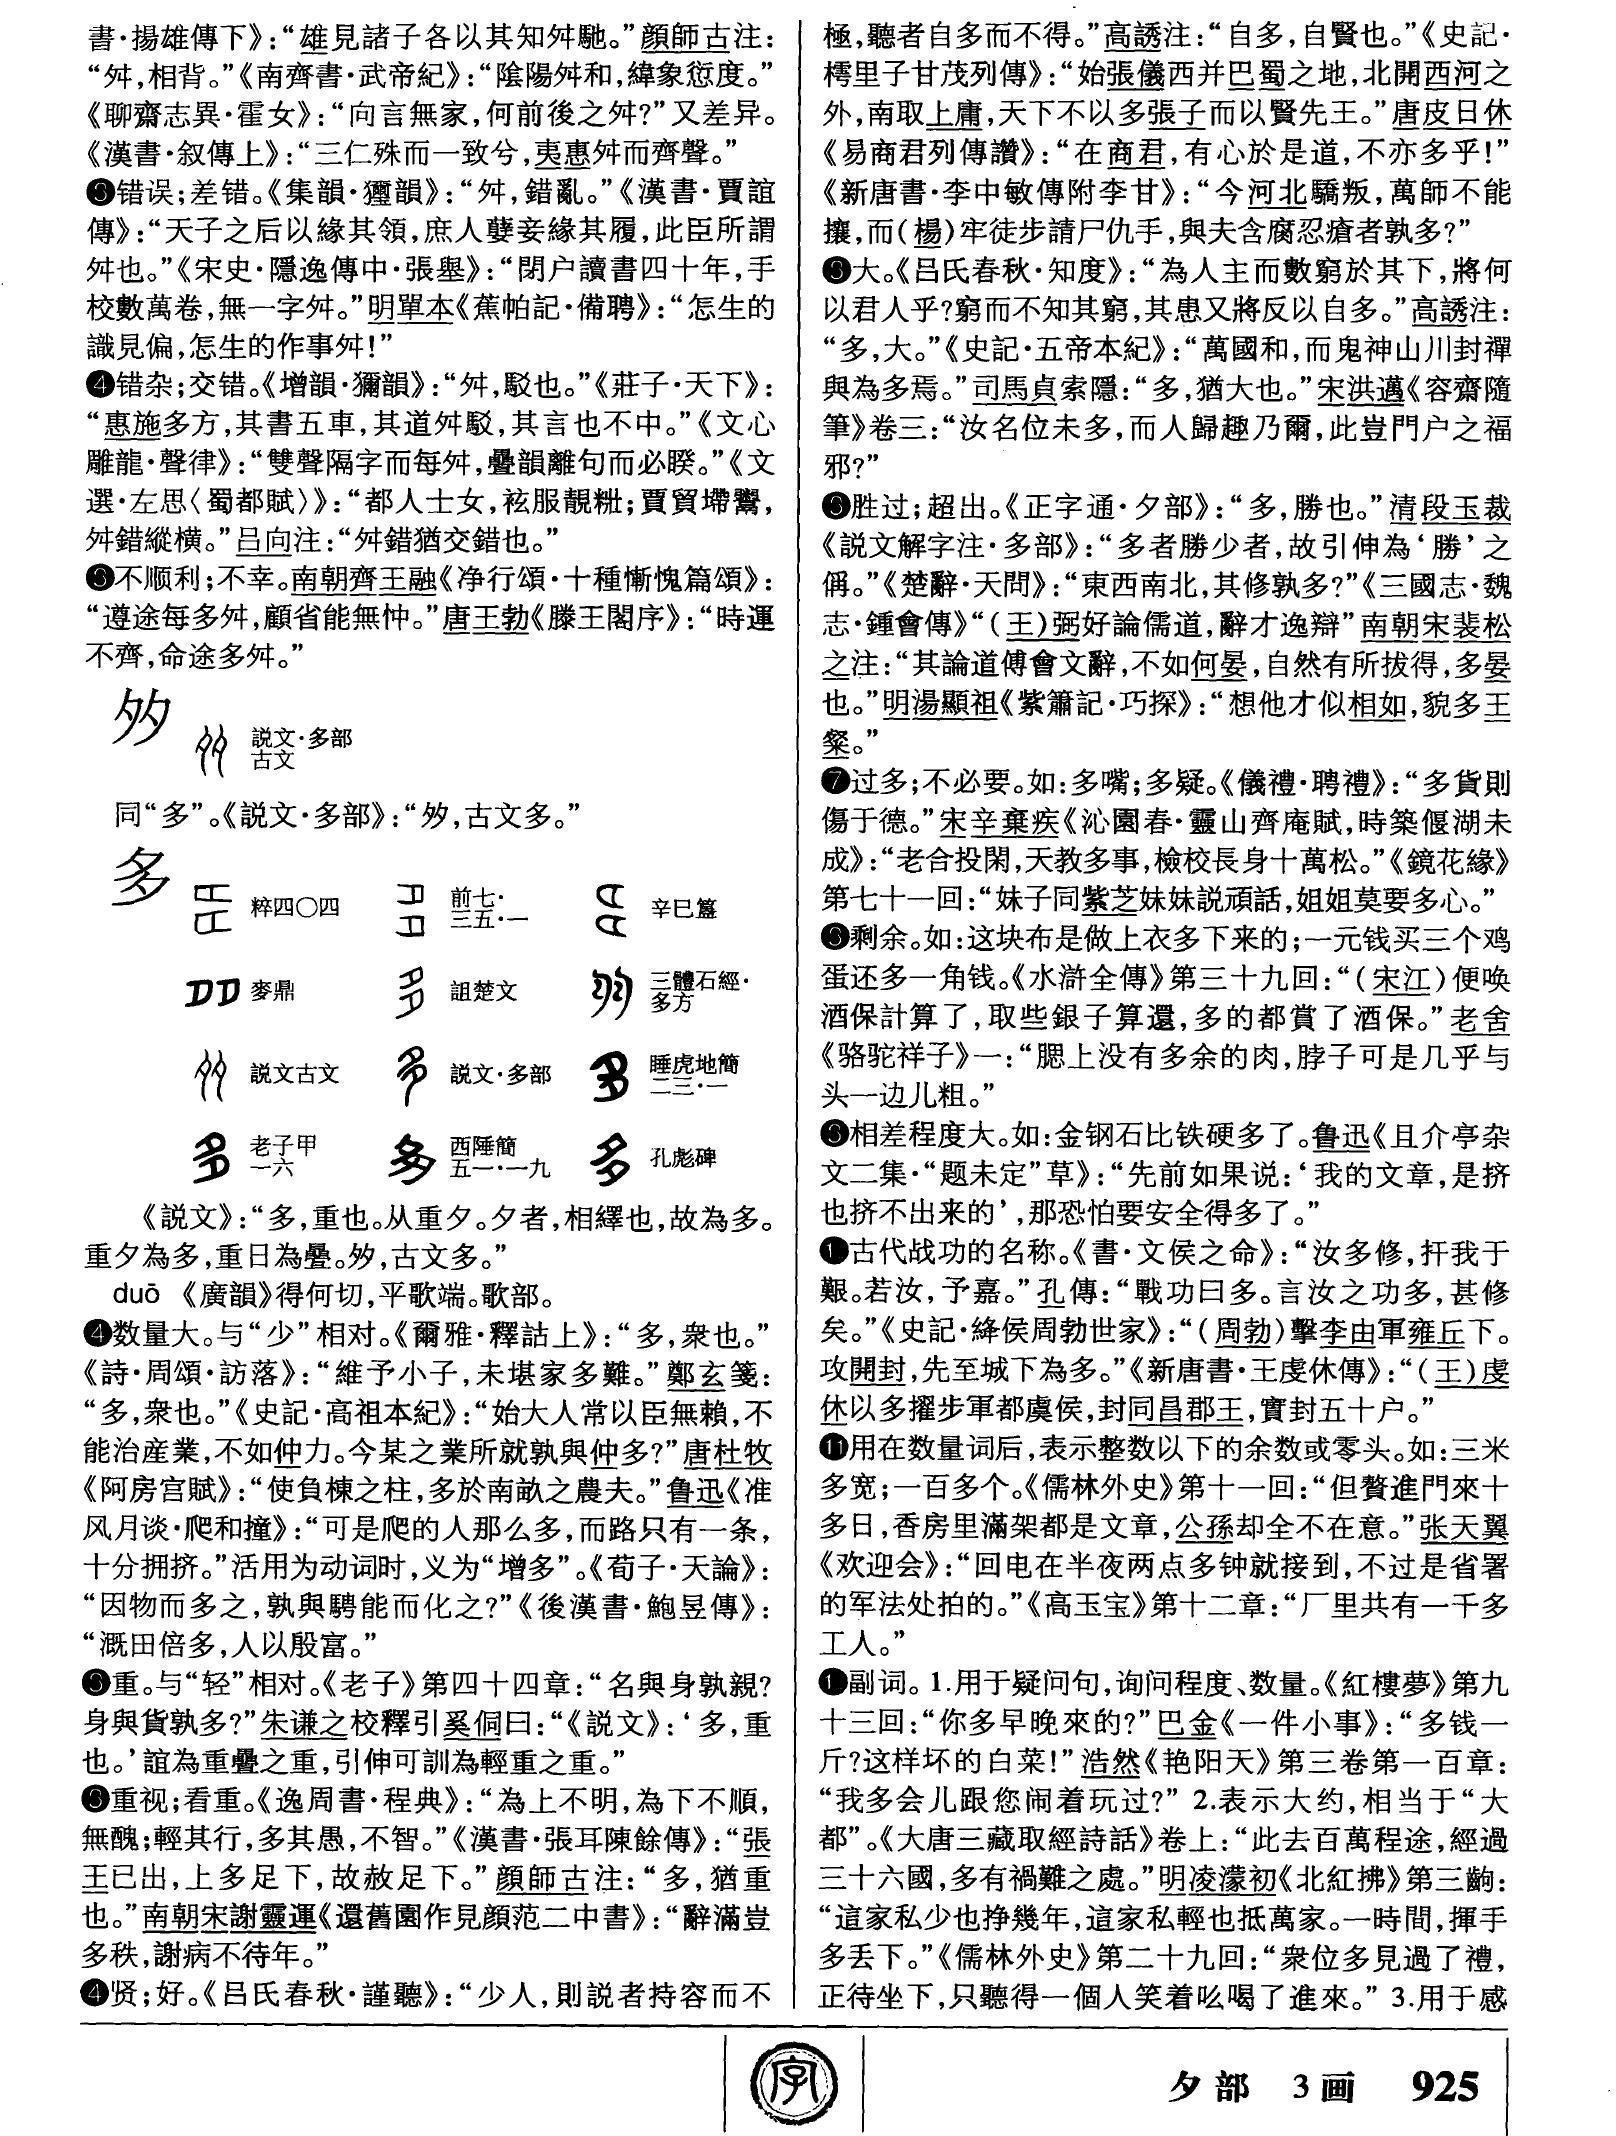 書·揚雄傳下》：“雄見諸子各以其知舛馳。”顔師古注：
“舛，相背。”《南齊書·武帝紀》：“陰陽舛和，緯象愆度。”
《聊齋志異·霍女》：“向言無家，何前後之舛？”又差异。
《漢書·叙傳上》：“三仁殊而一致兮，夷惠舛而齊聲。”
❸错误；差错。《集韻·獮韻》：“舛，錯亂。”《漢書·賈誼
傳》：“天子之后以緣其領，庶人孽妾緣其履，此臣所謂
舛也。”《宋史·隱逸傳中·張壆》：“閉户讀書四十年，手
校數萬卷，無一字舛。”明單本《蕉帕記·備聘》：“怎生的
識見偏，怎生的作事舛！”
❹错杂；交错。《增韻·獮韻》：“舛，駁也。”《莊子·天下》：
“惠施多方，其書五車，其道舛駁，其言也不中。”《文心
雕龍·聲律》：“雙聲隔字而每舛，疊韻離句而必睽。”《文
選·左思〈蜀都賦〉》：“都人士女，袨服靚粧；賈貿墆鬻，
舛錯縱横。”吕向注：“舛錯猶交錯也。”
❺不顺利；不幸。南朝齊王融《净行頌·十種慚愧篇頌》：
“遵途每多舛，顧省能無忡。”唐王勃《滕王閣序》：“時運
不齊，命途多舛。”
夛
説文·多部
古文
同“多”。《説文·多部》：“夛，古文多。”
多
粹四〇四
前七·
三五·一
辛巳簋
麥鼎
詛楚文
三體石經·
多方
説文古文
説文·多部
睡虎地簡
二三·一
老子甲
一六
西陲簡
五一·一九
孔彪碑
《説文》：“多，重也。从重夕。夕者，相繹也，故為多。
重夕為多，重日為疊。夛，古文多。”
duō 《廣韻》得何切，平歌端。歌部。
❹数量大。与“少”相对。《爾雅·釋詁上》：“多，衆也。”
《詩·周頌·訪落》：“維予小子，未堪家多難。”鄭玄箋：
“多，衆也。”《史記·高祖本紀》：“始大人常以臣無賴，不
能治産業，不如仲力。今某之業所就孰與仲多？”唐杜牧
《阿房宫賦》：“使負棟之柱，多於南畝之農夫。”鲁迅《准
风月谈·爬和撞》：“可是爬的人那么多，而路只有一条，
十分拥挤。”活用为动词时，义为“增多”。《荀子·天論》：
“因物而多之，孰與騁能而化之？”《後漢書·鮑昱傳》：
“溉田倍多，人以殷富。”
❸重。与“轻”相对。《老子》第四十四章：“名與身孰親？
身與貨孰多？”朱谦之校釋引奚侗曰：“《説文》：‘多，重
也。’誼為重疊之重，引伸可訓為輕重之重。”
❸重视；看重。《逸周書·程典》：“為上不明，為下不順，
無醜；輕其行，多其愚，不智。”《漢書·張耳陳餘傳》：“張
王已出，上多足下，故赦足下。”顔師古注：“多，猶重
也。”南朝宋謝靈運《還舊園作見顔范二中書》：“辭滿豈
多秩，謝病不待年。”
❹贤；好。《吕氏春秋·謹聽》：“少人，則説者持容而不
極，聽者自多而不得。”高誘注：“自多，自賢也。”《史記·
樗里子甘茂列傳》：“始張儀西并巴蜀之地，北開西河之
外，南取上庸，天下不以多張子而以賢先王。”唐皮日休
《易商君列傳讚》：“在商君，有心於是道，不亦多乎！”
《新唐書·李中敏傳附李甘》：“今河北驕叛，萬師不能
攘，而（楊）牢徒步請尸仇手，與夫含腐忍瘡者孰多？”
❸大。《吕氏春秋·知度》：“為人主而數窮於其下，將何
以君人乎？窮而不知其窮，其患又將反以自多。”高誘注：
“多，大。”《史記·五帝本紀》：“萬國和，而鬼神山川封禪
與為多焉。”司馬貞索隱：“多，猶大也。”宋洪邁《容齋隨
筆》卷三：“汝名位未多，而人歸趣乃爾，此豈門户之福
邪？”
❻胜过；超出。《正字通·夕部》：“多，勝也。”清段玉裁
《説文解字注·多部》：“多者勝少者，故引伸為‘勝’之
偁。”《楚辭·天問》：“東西南北，其修孰多？”《三國志·魏
志·鍾會傳》“（王）弼好論儒道，辭才逸辯”南朝宋裴松
之注：“其論道傅會文辭，不如何晏，自然有所拔得，多晏
也。”明湯顯祖《紫簫記·巧探》：“想他才似相如，貌多王
粲。”
❼过多；不必要。如：多嘴；多疑。《儀禮·聘禮》：“多貨則
傷于德。”宋辛棄疾《沁園春·靈山齊庵賦，時築偃湖未
成》：“老合投閑，天教多事，檢校長身十萬松。”《鏡花緣》
第七十一回：“妹子同紫芝妹妹説頑話，姐姐莫要多心。”
❽剩余。如：这块布是做上衣多下来的；一元钱买三个鸡
蛋还多一角钱。《水滸全傳》第三十九回：“（宋江）便唤
酒保計算了，取些銀子算還，多的都賞了酒保。”老舍
《骆驼祥子》一：“腮上没有多余的肉，脖子可是几乎与
头一边儿粗。”
❾相差程度大。如：金钢石比铁硬多了。鲁迅《且介亭杂
文二集·“题未定”草》：“先前如果说：‘我的文章，是挤
也挤不出来的’，那恐怕要安全得多了。”
❶古代战功的名称。《書·文侯之命》：“汝多修，扞我于
艱。若汝，予嘉。”孔傳：“戰功曰多。言汝之功多，甚修
矣。”《史記·絳侯周勃世家》：“（周勃）擊李由軍雍丘下。
攻開封，先至城下為多。”《新唐書·王虔休傳》：“（王）虔
休以多擢步軍都虞侯，封同昌郡王，實封五十户。”
⓫用在数量词后，表示整数以下的余数或零头。如：三米
多宽；一百多个。《儒林外史》第十一回：“但贅進門來十
多日，香房里滿架都是文章，公孫却全不在意。”张天翼
《欢迎会》：“回电在半夜两点多钟就接到，不过是省署
的军法处拍的。”《高玉宝》第十二章：“厂里共有一千多
工人。”
❶副词。1.用于疑问句，询问程度、数量。《紅樓夢》第九
十三回：“你多早晚來的？”巴金《一件小事》：“多钱一
斤？这样坏的白菜！”浩然《艳阳天》第三卷第一百章：
“我多会儿跟您闹着玩过？” 2.表示大约，相当于“大
都”。《大唐三藏取經詩話》卷上：“此去百萬程途，經過
三十六國，多有禍難之處。”明凌濛初《北紅拂》第三齣：
“這家私少也挣幾年，這家私輕也抵萬家。一時間，揮手
多丢下。”《儒林外史》第二十九回：“衆位多見過了禮，
正待坐下，只聽得一個人笑着吆喝了進來。” 3.用于感
字
夕部 3画 925